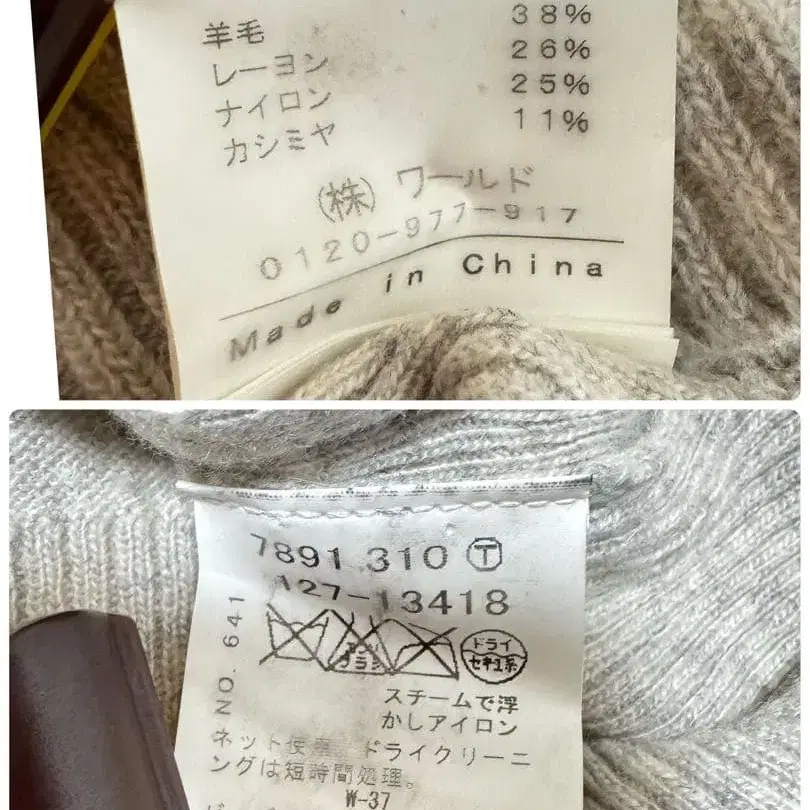 羊毛 38%
レーヨン 26%
ナイロン 25%
カシミヤ 11%
(株) ワールド
0120-977-917
Made in China
7891 310 Ⓣ
127-13418
NO. 641
ドライ
セキユ系
スチームで浮
かしアイロン
ネット使用 ドライクリーニ
ングは短時間処理。
W-37